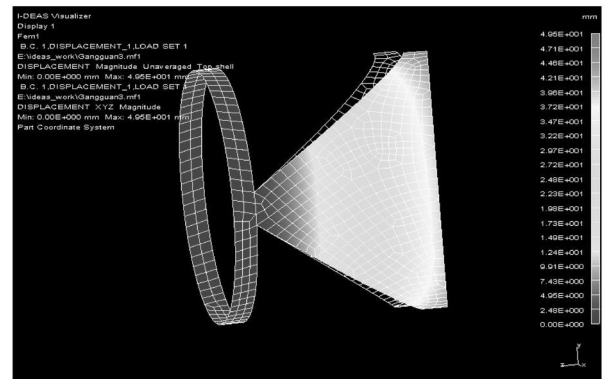 I-DEAS Visualizer
Display 1
Fem1
B.C. 1,DISPLACEMENT_1,LOAD SET 1
E:\ideas_work\Gangguan3.mf1
DISPLACEMENT Magnitude Unaveraged Top shell
Min: 0.00E+000 mm Max: 4.95E+001 mm
B.C. 1,DISPLACEMENT_1,LOAD SET 1
E:\ideas_work\Gangguan3.mf1
DISPLACEMENT XYZ Magnitude
Min: 0.00E+000 mm Max: 4.95E+001 mm
Part Coordinate System
mm
4.95E+001
4.71E+001
4.46E+001
4.21E+001
3.96E+001
3.72E+001
3.47E+001
3.22E+001
2.97E+001
2.72E+001
2.48E+001
2.23E+001
1.98E+001
1.73E+001
1.49E+001
1.24E+001
9.91E+000
7.43E+000
4.95E+000
2.48E+000
0.00E+000
Y
Z X